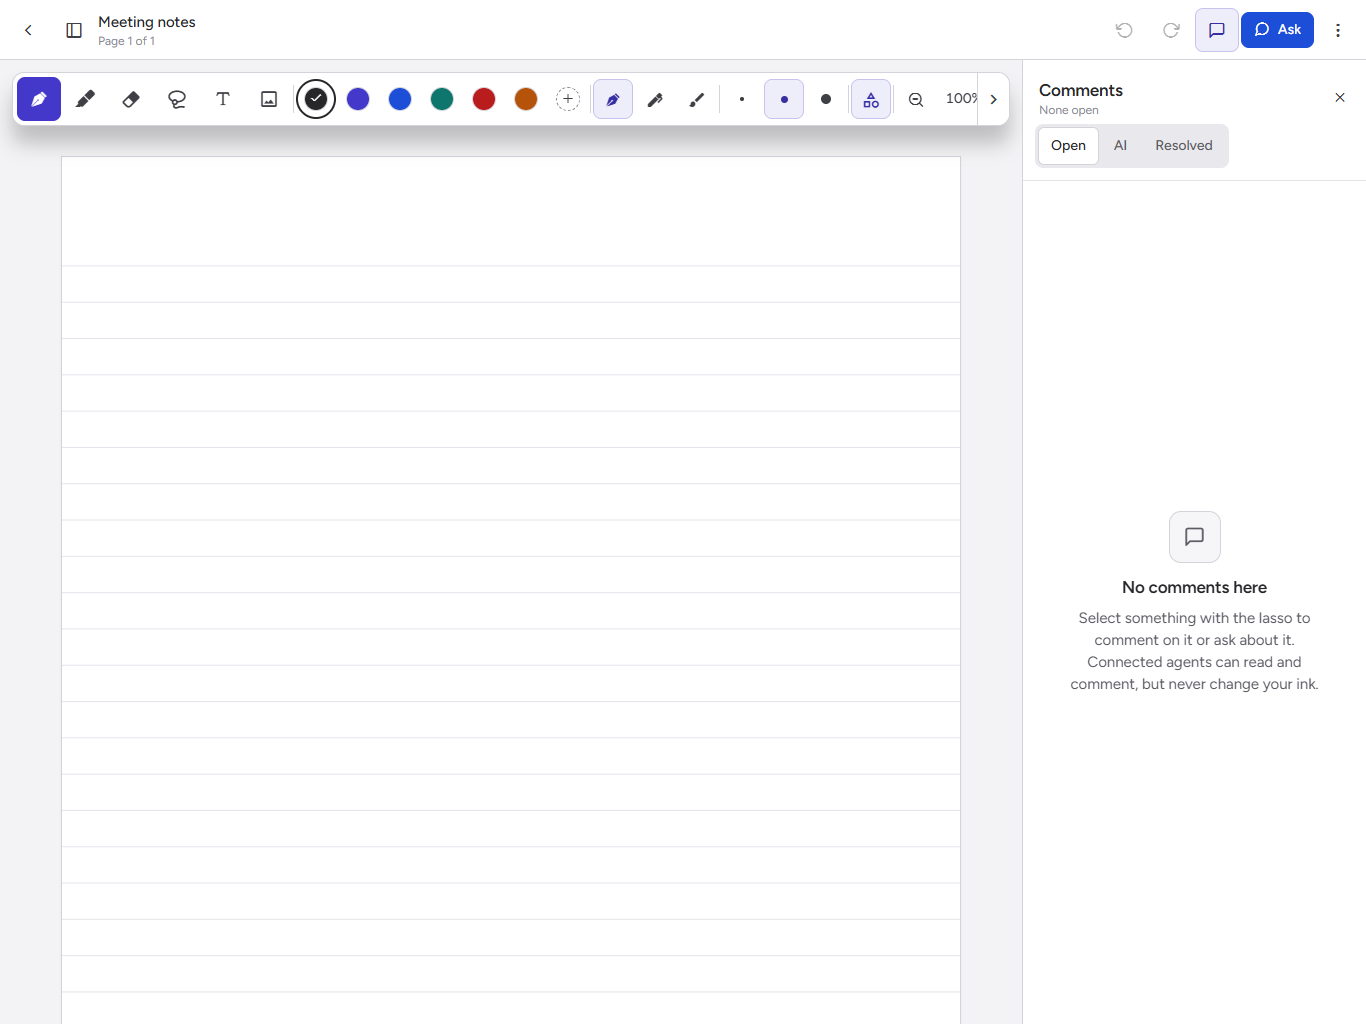 Meeting notes
Page 1 of 1
Ask
100%
Comments
None open
Open
AI
Resolved
No comments here
Select something with the lasso to
comment on it or ask about it.
Connected agents can read and
comment, but never change your ink.